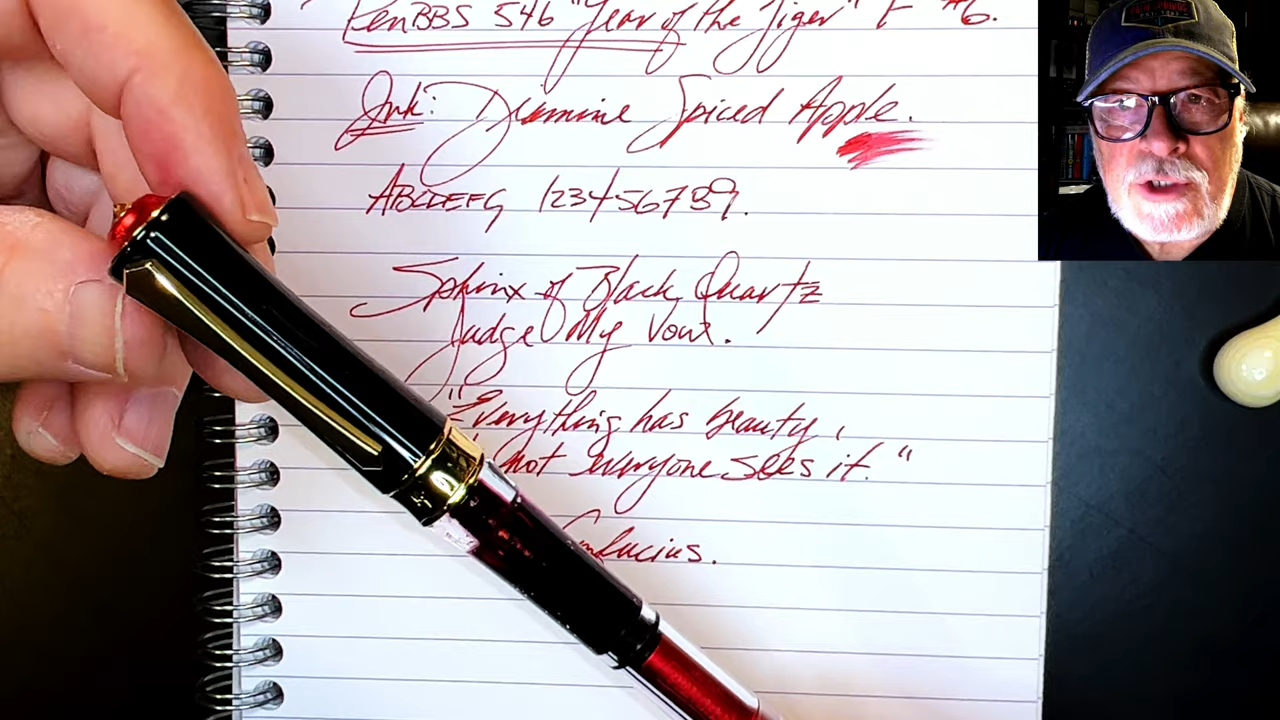 PenBBS 546 "Year of the Tiger" F #6.
Ink: Diamine Spiced Apple.
ABCDEFG 123456789.
Sphinx of Black Quartz
Judge My Vow.
"Everything has beauty,
not everyone sees it."
Confucius.